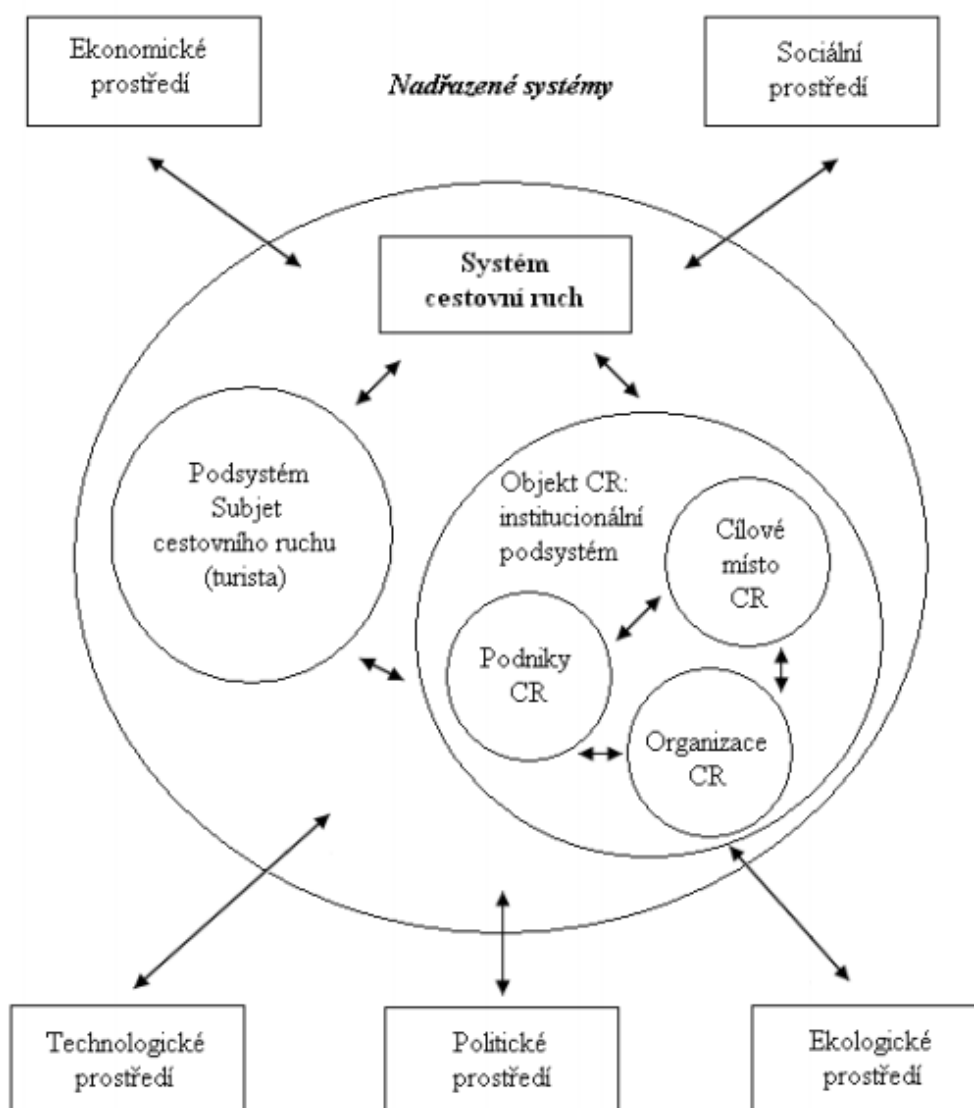 Ekonomické
prostředí
Nadřazené systémy
Sociální
prostředí
Systém
cestovní ruch
Podsystém
Subjet
cestovního ruchu
(turista)
Objekt CR:
institucionální
podsystém
Cílové
místo
CR
Podniky
CR
Organizace
CR
Technologické
prostředí
Politické
prostředí
Ekologické
prostředí